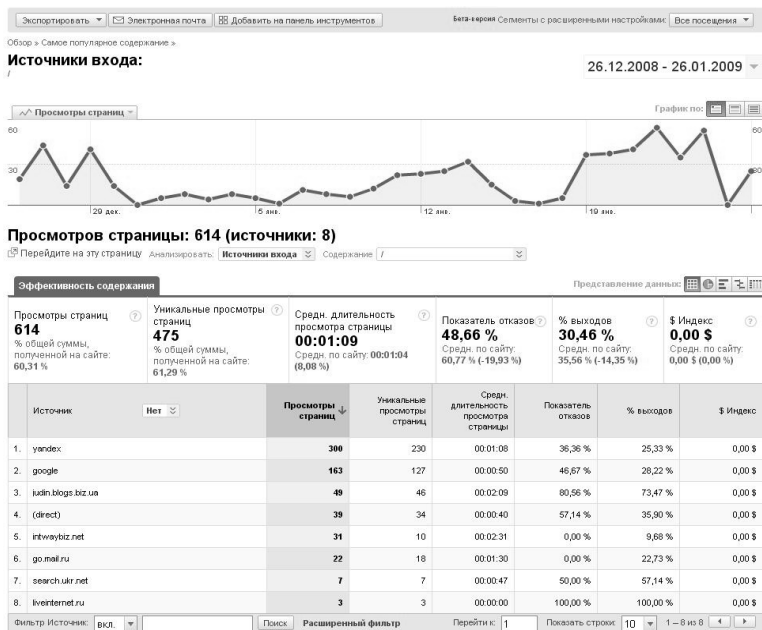 Экспортировать Электронная почта Добавить на панель инструментов Бета-версия Сегменты с расширенными настройками: Все посещения
Обзор » Самое популярное содержание »
Источники входа:
/
26.12.2008 - 26.01.2009
Просмотры страниц График по:
60 60
30 30
29 дек. 5 янв. 12 янв. 19 янв.
Просмотров страницы: 614 (источники: 8)
Перейдите на эту страницу Анализировать: Источники входа Содержание /
Эффективность содержания Представление данных:
Просмотры страниц
614
% общей суммы,
полученной на сайте:
60,31 %
Уникальные просмотры
страниц
475
% общей суммы,
полученной на сайте:
61,29 %
Средн. длительность
просмотра страницы
00:01:09
Средн. по сайту: 00:01:04
(8,08 %)
Показатель отказов
48,66 %
Средн. по сайту:
60,77 % (-19,93 %)
% выходов
30,46 %
Средн. по сайту:
35,56 % (-14,35 %)
$ Индекс
0,00 $
Средн. по сайту:
0,00 $ (0,00 %)
Источник Нет
Просмотры
страниц
Уникальные
просмотры
страниц
Средн.
длительность
просмотра
страницы
Показатель
отказов
% выходов
$ Индекс
1. yandex 300 230 00:01:08 36,36 % 25,33 % 0,00 $
2. google 163 127 00:00:50 46,67 % 28,22 % 0,00 $
3. judin.blogs.biz.ua 49 46 00:02:09 80,56 % 73,47 % 0,00 $
4. (direct) 39 34 00:00:40 57,14 % 35,90 % 0,00 $
5. intwaybiz.net 31 10 00:02:31 0,00 % 9,68 % 0,00 $
6. go.mail.ru 22 18 00:01:30 0,00 % 22,73 % 0,00 $
7. search.ukr.net 7 7 00:00:47 50,00 % 57,14 % 0,00 $
8. liveinternet.ru 3 3 00:00:00 100,00 % 100,00 % 0,00 $
Фильтр Источник: вкл. Поиск Расширенный фильтр Перейти к: 1 Показать строки: 10 1 – 8 из 8